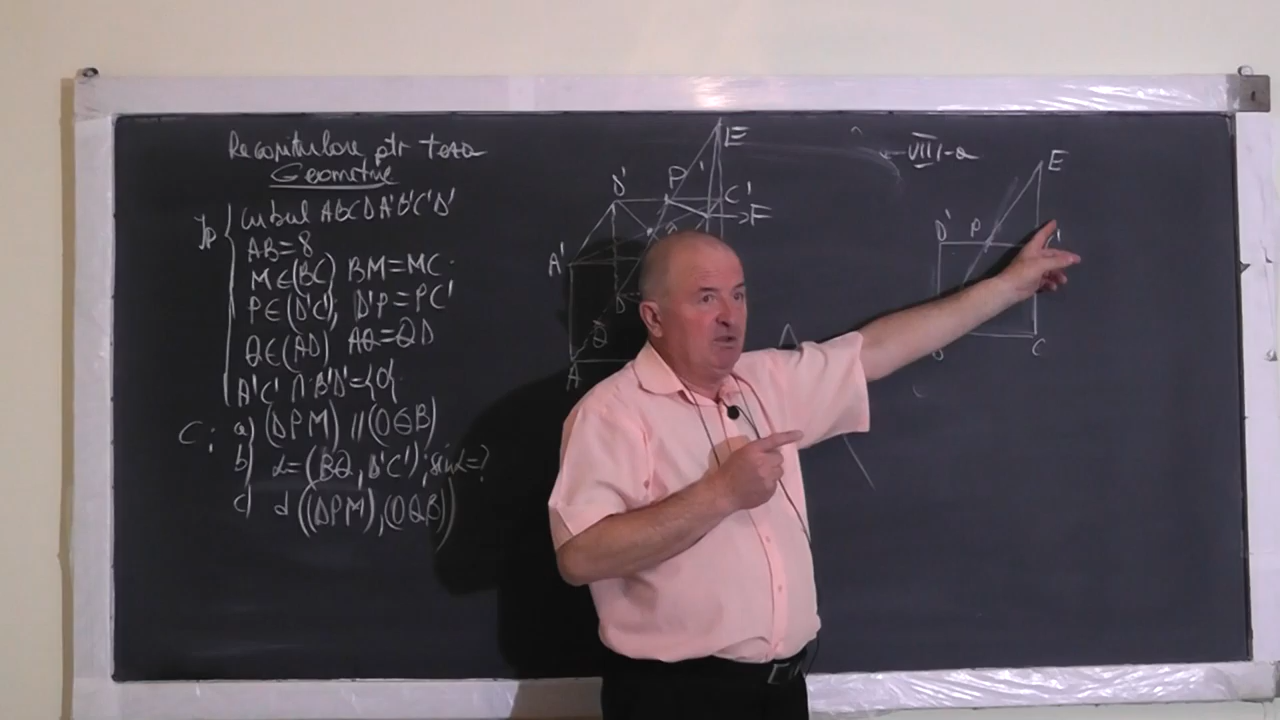 Recapitulare ptr teza
Geometrie
VIII-a
Ip cubul ABCDA'B'C'D'
AB=8
M∈(BC) BM=MC
P∈(D'C'); D'P=PC'
Q∈(AD) AQ=QD
A'C' ∩ B'D'={O}
C: a) (DPM) ∥ (OQB)
b) α=(BQ, D'C'); sinα=?
c) d((DPM),(OQB))
E
D' P C'
F
A'
D
Q
A
E
D' P C'
C